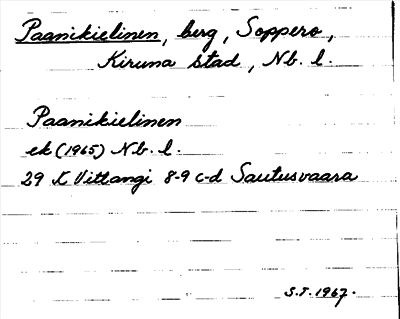 Paanikielinen, berg, Soppero,
Kiruna stad, Nb. l.
Paanikielinen
ek (1965) Nb. l.
29 K Vittangi 8-9 c-d Sautusvaara
S.T. 1967.